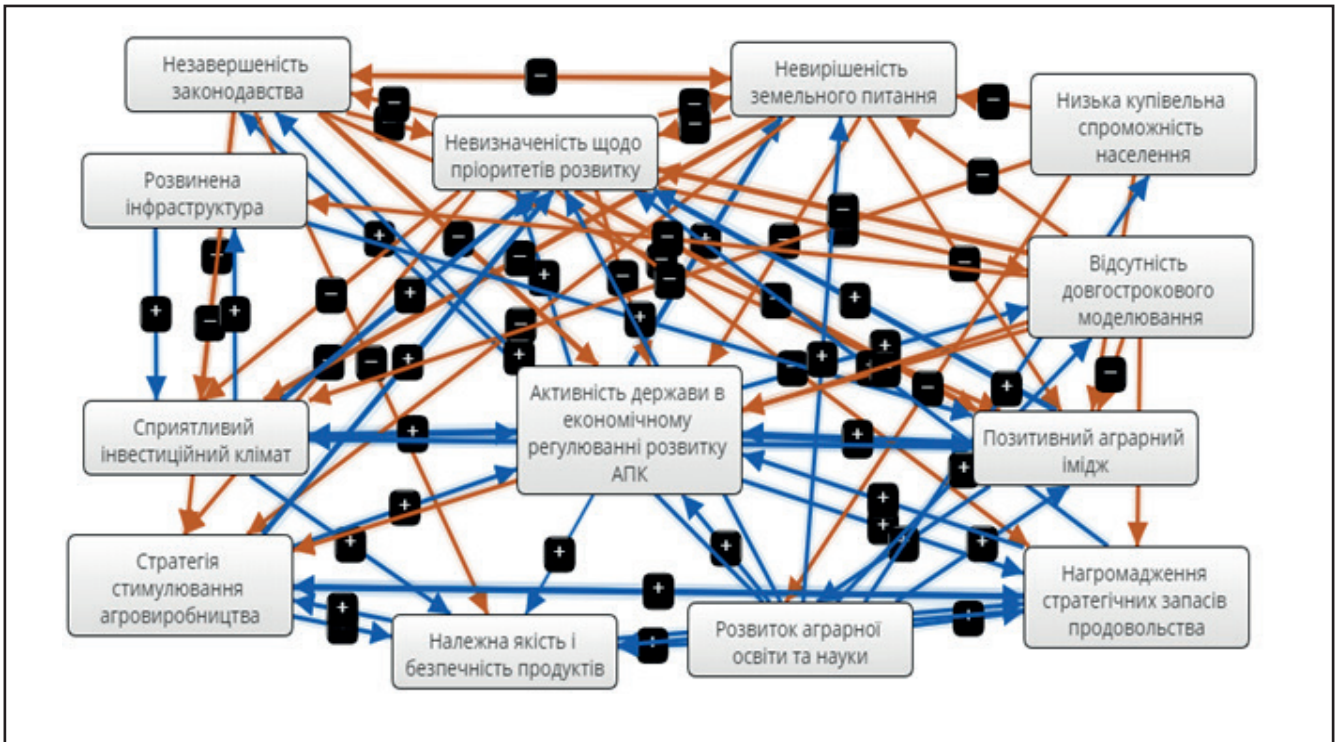 Незавершеність
законодавства
Невирішеність
земельного питання
Низька купівельна
спроможність
населення
Невизначеність щодо
пріоритетів розвитку
Розвинена
інфраструктура
Відсутність
довгострокового
моделювання
Активність держави в
економічному
регулюванні розвитку
АПК
Сприятливий
інвестиційний клімат
Позитивний аграрний
імідж
Стратегія
стимулювання
агровиробництва
Належна якість і
безпечність продуктів
Розвиток аграрної
освіти та науки
Нагромадження
стратегічних запасів
продовольства